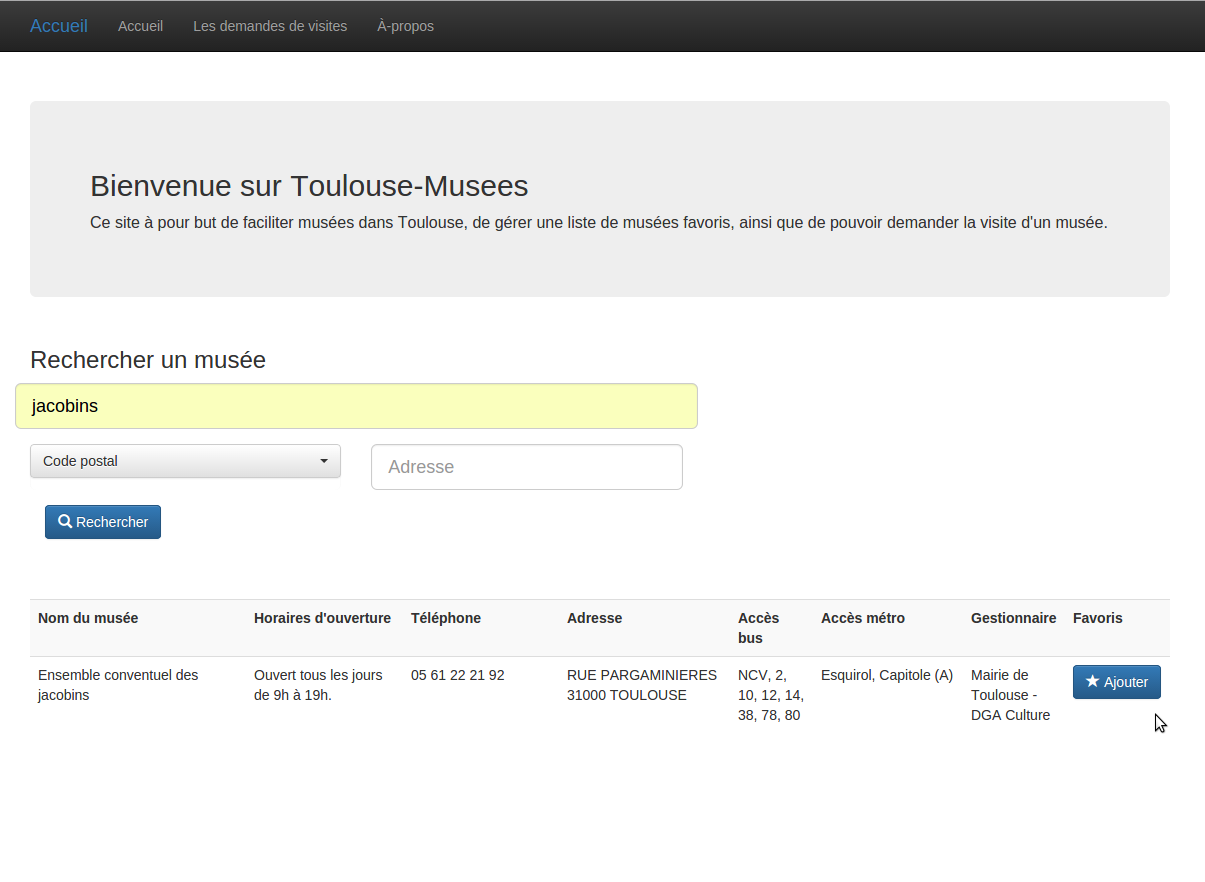 Accueil Accueil Les demandes de visites À-propos
Bienvenue sur Toulouse-Musees
Ce site à pour but de faciliter musées dans Toulouse, de gérer une liste de musées favoris, ainsi que de pouvoir demander la visite d'un musée.
Rechercher un musée
jacobins
Code postal Adresse
Rechercher
Nom du musée Horaires d'ouverture Téléphone Adresse Accès bus Accès métro Gestionnaire Favoris
Ensemble conventuel des jacobins Ouvert tous les jours de 9h à 19h. 05 61 22 21 92 RUE PARGAMINIERES 31000 TOULOUSE NCV, 2, 10, 12, 14, 38, 78, 80 Esquirol, Capitole (A) Mairie de Toulouse - DGA Culture Ajouter